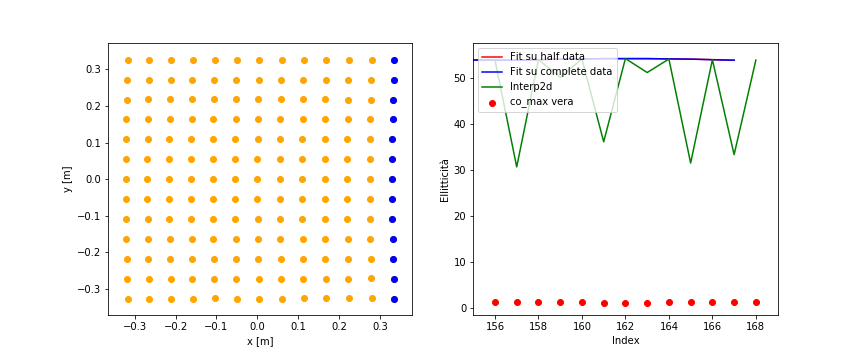 0.3
0.2
0.1
0.0
−0.1
−0.2
−0.3
y [m]
−0.3 −0.2 −0.1 0.0 0.1 0.2 0.3
x [m]
50
40
30
20
10
0
Ellitticità
Fit su half data
Fit su complete data
Interp2d
co_max vera
156 158 160 162 164 166 168
Index